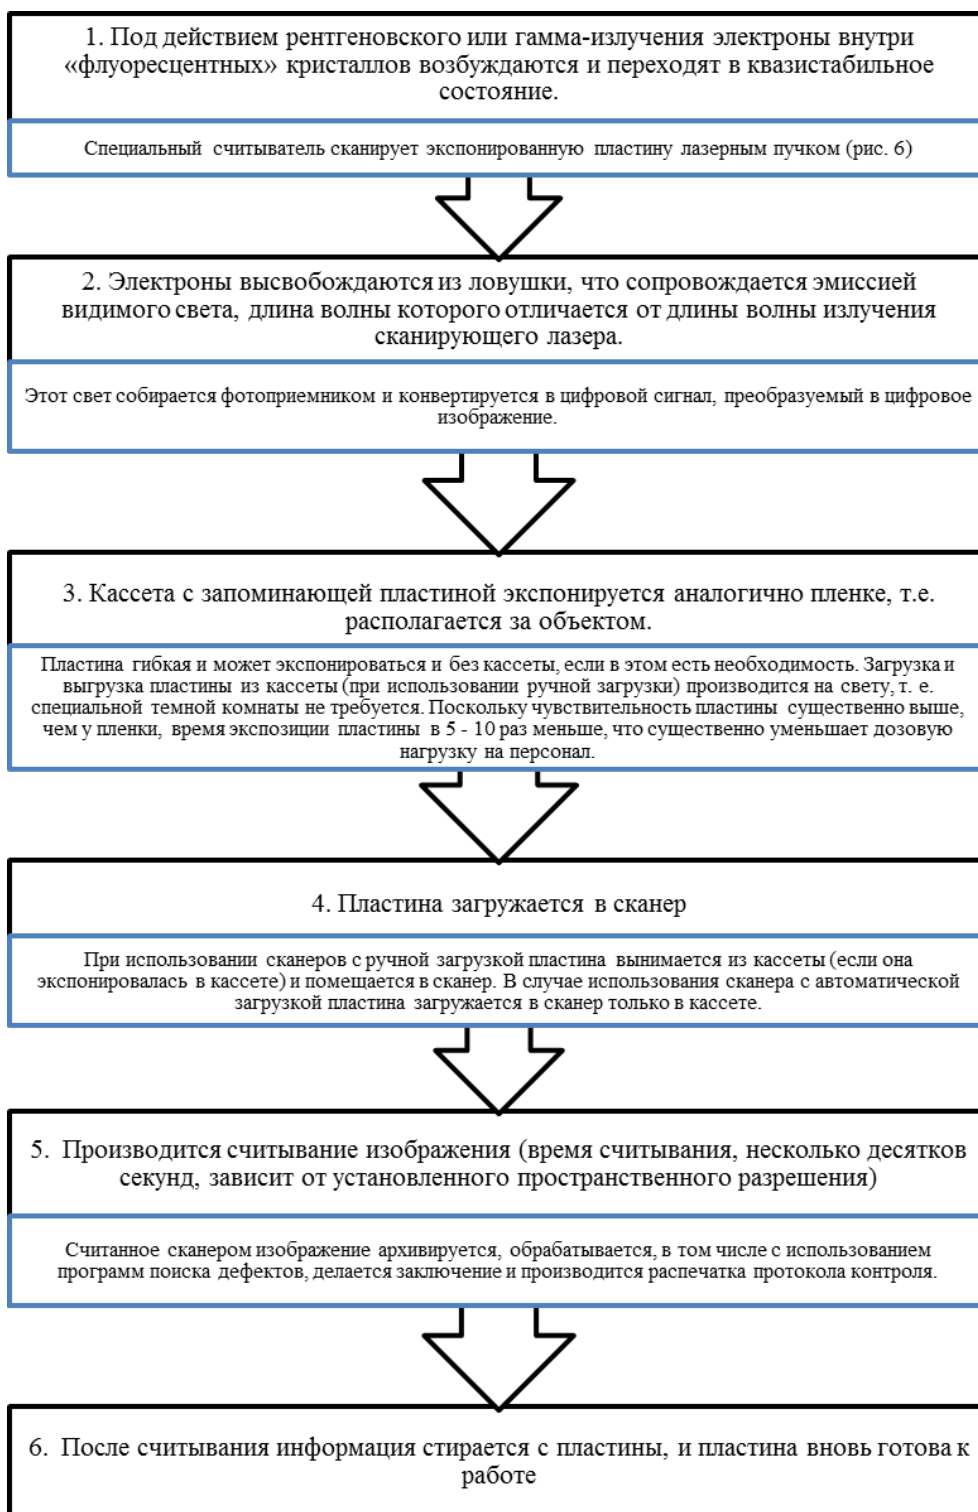 1. Под действием рентгеновского или гамма-излучения электроны внутри
«флуоресцентных» кристаллов возбуждаются и переходят в квазистабильное
состояние.
Специальный считыватель сканирует экспонированную пластину лазерным пучком (рис. 6)
2. Электроны высвобождаются из ловушки, что сопровождается эмиссией
видимого света, длина волны которого отличается от длины волны излучения
сканирующего лазера.
Этот свет собирается фотоприемником и конвертируется в цифровой сигнал, преобразуемый в цифровое
изображение.
3. Кассета с запоминающей пластиной экспонируется аналогично пленке, т.е.
располагается за объектом.
Пластина гибкая и может экспонироваться и без кассеты, если в этом есть необходимость. Загрузка и
выгрузка пластины из кассеты (при использовании ручной загрузки) производится на свету, т. е.
специальной темной комнаты не требуется. Поскольку чувствительность пластины существенно выше,
чем у пленки, время экспозиции пластины в 5 - 10 раз меньше, что существенно уменьшает дозовую
нагрузку на персонал.
4. Пластина загружается в сканер
При использовании сканеров с ручной загрузкой пластина вынимается из кассеты (если она
экспонировалась в кассете) и помещается в сканер. В случае использования сканера с автоматической
загрузкой пластина загружается в сканер только в кассете.
5. Производится считывание изображения (время считывания, несколько десятков
секунд, зависит от установленного пространственного разрешения)
Считанное сканером изображение архивируется, обрабатывается, в том числе с использованием
программ поиска дефектов, делается заключение и производится распечатка протокола контроля.
6. После считывания информация стирается с пластины, и пластина вновь готова к
работе